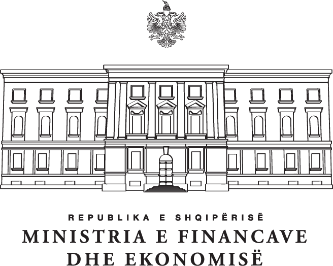 REPUBLIKA E SHQIPËRISË
MINISTRIA E FINANCAVE
DHE EKONOMISË